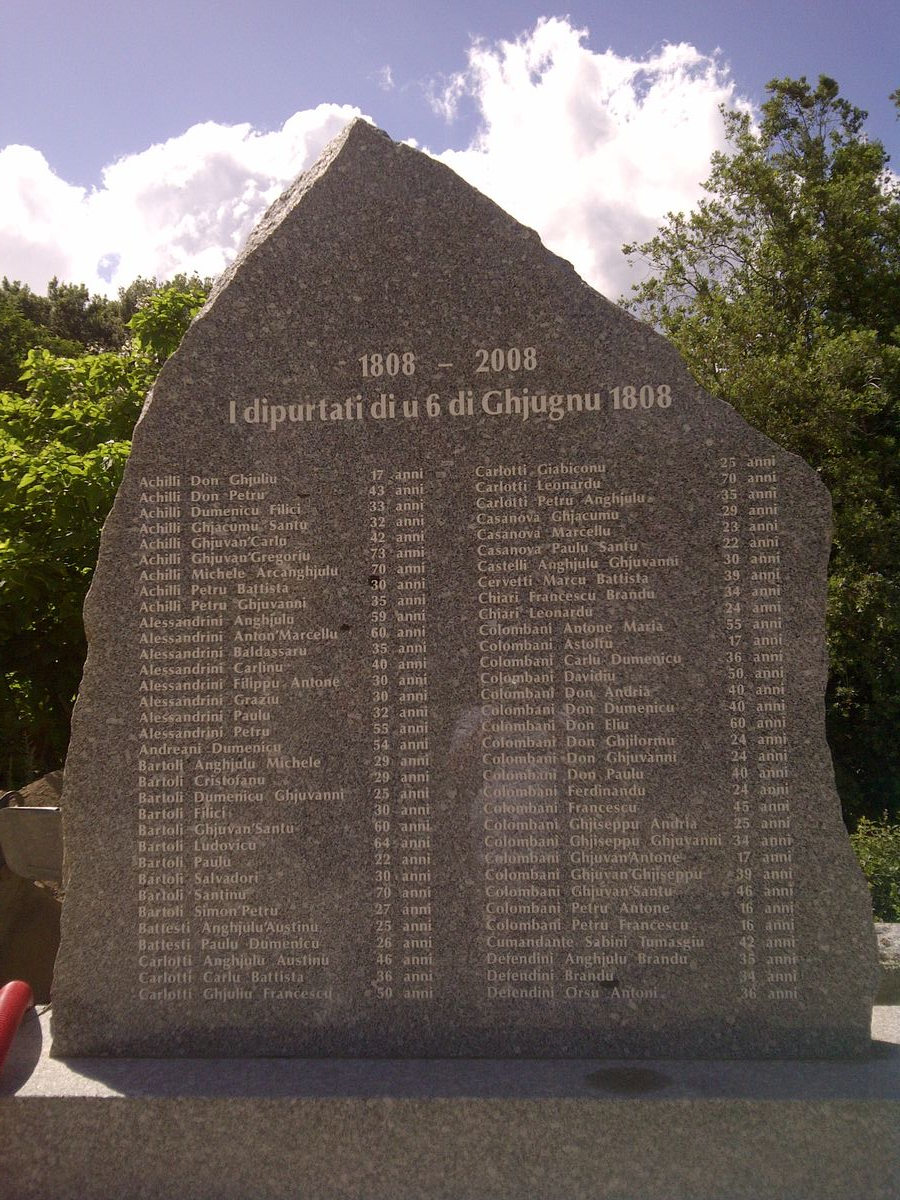 1808 – 2008
I dipurtati di u 6 di Ghjugnu 1808
Achilli Don Ghjuliu 17 anni
Achilli Don Petru 43 anni
Achilli Dumenicu Filici 33 anni
Achilli Ghjacumu Santu 32 anni
Achilli Ghjuvan'Carlu 42 anni
Achilli Ghjuvan'Gregoriu 73 anni
Achilli Michele Arcanghjulu 70 anni
Achilli Petru Battista 30 anni
Achilli Petru Ghjuvanni 35 anni
Alessandrini Anghjulu 59 anni
Alessandrini Anton'Marcellu 60 anni
Alessandrini Baldassaru 35 anni
Alessandrini Carlinu 40 anni
Alessandrini Filippu Antone 30 anni
Alessandrini Graziu 30 anni
Alessandrini Paulu 32 anni
Alessandrini Petru 55 anni
Andreani Dumenicu 54 anni
Bartoli Anghjulu Michele 29 anni
Bartoli Cristofanu 29 anni
Bartoli Dumenicu Ghjuvanni 25 anni
Bartoli Filici 30 anni
Bartoli Ghjuvan'Santu 60 anni
Bartoli Ludovicu 64 anni
Bartoli Paulu 22 anni
Bartoli Salvadori 30 anni
Bartoli Santinu 70 anni
Bartoli Simon'Petru 27 anni
Battesti Anghjulu'Austinu 25 anni
Battesti Paulu Dumenicu 26 anni
Carlotti Anghjulu Austinu 46 anni
Carlotti Carlu Battista 36 anni
Carlotti Ghjuliu Francescu 50 anni
Carlotti Giabiconu 25 anni
Carlotti Leonardu 70 anni
Carlotti Petru Anghjulu 35 anni
Casanova Ghjacumu 29 anni
Casanova Marcellu 23 anni
Casanova Paulu Santu 22 anni
Castelli Anghjulu Ghjuvanni 30 anni
Cervetti Marcu Battista 39 anni
Chiari Francescu Brandu 34 anni
Chiari Leonardu 24 anni
Colombani Antone Maria 55 anni
Colombani Astolfu 17 anni
Colombani Carlu Dumenicu 36 anni
Colombani Davidiu 50 anni
Colombani Don Andria 40 anni
Colombani Don Dumenicu 40 anni
Colombani Don Eliu 60 anni
Colombani Don Ghjilormu 24 anni
Colombani Don Ghjuvanni 24 anni
Colombani Don Paulu 40 anni
Colombani Ferdinandu 24 anni
Colombani Francescu 45 anni
Colombani Ghjiseppu Andria 25 anni
Colombani Ghjiseppu Ghjuvanni 34 anni
Colombani Ghjuvan'Antone 17 anni
Colombani Ghjuvan'Ghjiseppu 39 anni
Colombani Ghjuvan'Santu 46 anni
Colombani Petru Antone 16 anni
Colombani Petru Francescu 16 anni
Cumandante Sabini Tumasgiu 42 anni
Defendini Anghjulu Brandu 35 anni
Defendini Brandu 34 anni
Defendini Orsu Antoni 36 anni